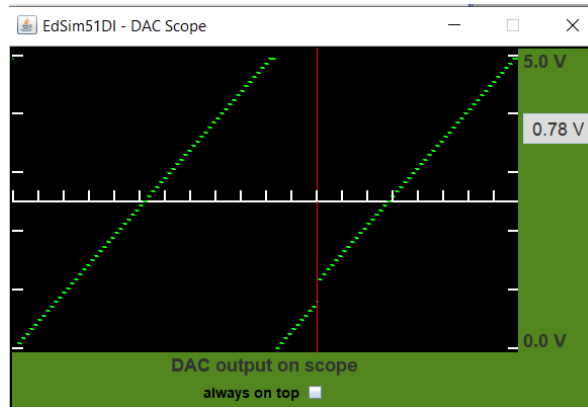 EdSim51DI - DAC Scope
5.0 V
0.78 V
0.0 V
DAC output on scope
always on top